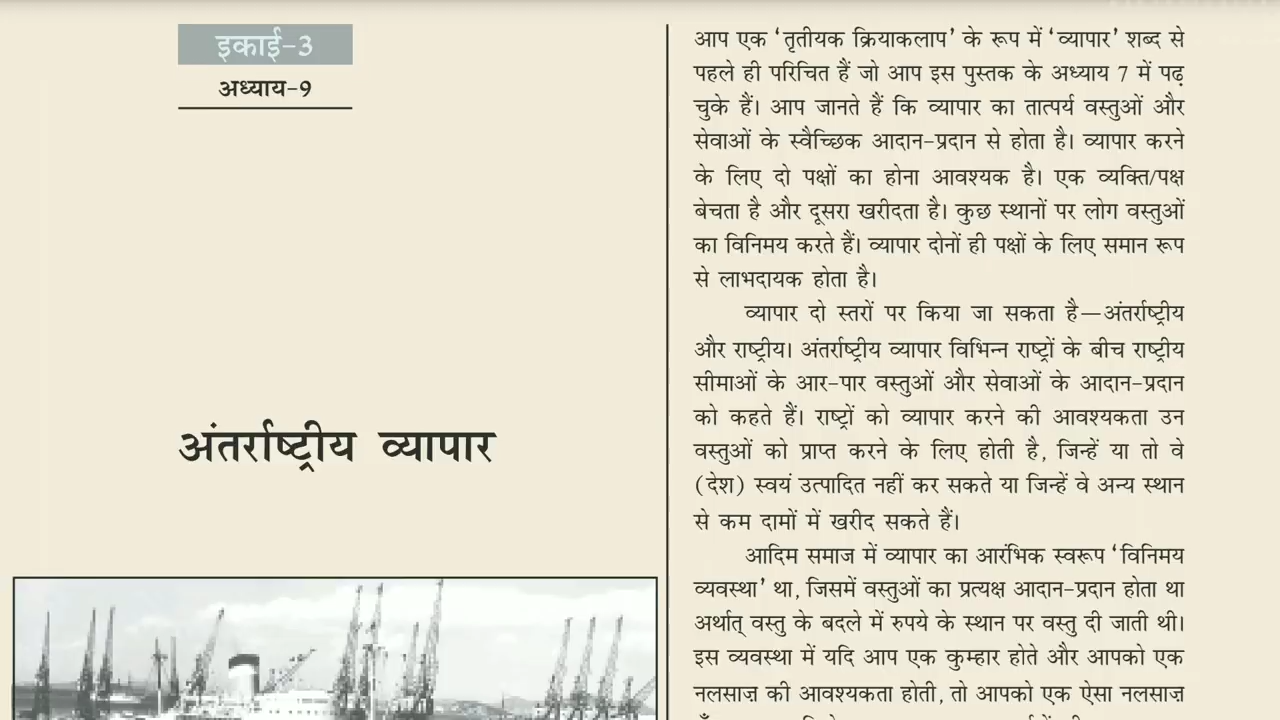 इकाई-3
अध्याय-9
अंतर्राष्ट्रीय व्यापार
आप एक ‘तृतीयक क्रियाकलाप’ के रूप में ‘व्यापार’ शब्द से
पहले ही परिचित हैं जो आप इस पुस्तक के अध्याय 7 में पढ़
चुके हैं। आप जानते हैं कि व्यापार का तात्पर्य वस्तुओं और
सेवाओं के स्वैच्छिक आदान-प्रदान से होता है। व्यापार करने
के लिए दो पक्षों का होना आवश्यक है। एक व्यक्ति/पक्ष
बेचता है और दूसरा खरीदता है। कुछ स्थानों पर लोग वस्तुओं
का विनिमय करते हैं। व्यापार दोनों ही पक्षों के लिए समान रूप
से लाभदायक होता है।
व्यापार दो स्तरों पर किया जा सकता है—अंतर्राष्ट्रीय
और राष्ट्रीय। अंतर्राष्ट्रीय व्यापार विभिन्न राष्ट्रों के बीच राष्ट्रीय
सीमाओं के आर-पार वस्तुओं और सेवाओं के आदान-प्रदान
को कहते हैं। राष्ट्रों को व्यापार करने की आवश्यकता उन
वस्तुओं को प्राप्त करने के लिए होती है, जिन्हें या तो वे
(देश) स्वयं उत्पादित नहीं कर सकते या जिन्हें वे अन्य स्थान
से कम दामों में खरीद सकते हैं।
आदिम समाज में व्यापार का आरंभिक स्वरूप ‘विनिमय
व्यवस्था’ था, जिसमें वस्तुओं का प्रत्यक्ष आदान-प्रदान होता था
अर्थात् वस्तु के बदले में रुपये के स्थान पर वस्तु दी जाती थी।
इस व्यवस्था में यदि आप एक कुम्हार होते और आपको एक
नलसाज़ की आवश्यकता होती, तो आपको एक ऐसा नलसाज़